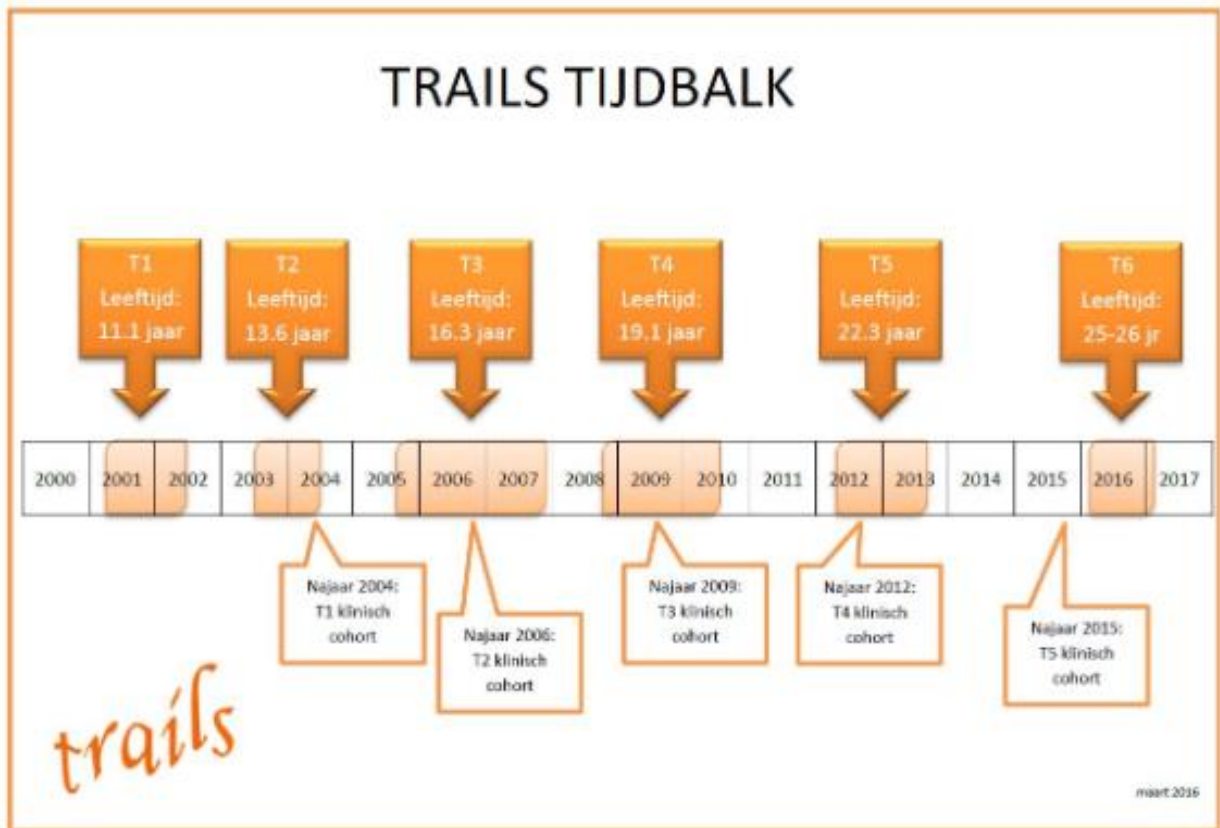 TRAILS TIJDBALK
T1
Leeftijd:
11.1 jaar
T2
Leeftijd:
13.6 jaar
T3
Leeftijd:
16.3 jaar
T4
Leeftijd:
19.1 jaar
T5
Leeftijd:
22.3 jaar
T6
Leeftijd:
25-26 jr
2000 2001 2002 2003 2004 2005 2006 2007 2008 2009 2010 2011 2012 2013 2014 2015 2016 2017
Najaar 2004:
T1 klinisch
cohort
Najaar 2006:
T2 klinisch
cohort
Najaar 2009:
T3 klinisch
cohort
Najaar 2012:
T4 klinisch
cohort
Najaar 2015:
T5 klinisch
cohort
trails
maart 2016